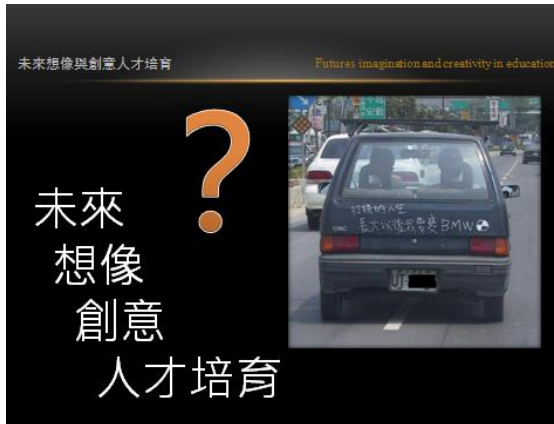 未來想像與創意人才培育
Futures imagination and creativity in education
?
未來
想像
創意
人才培育
長大以後我要變BMW